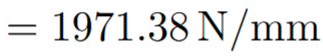 = 1971.38 N/mm